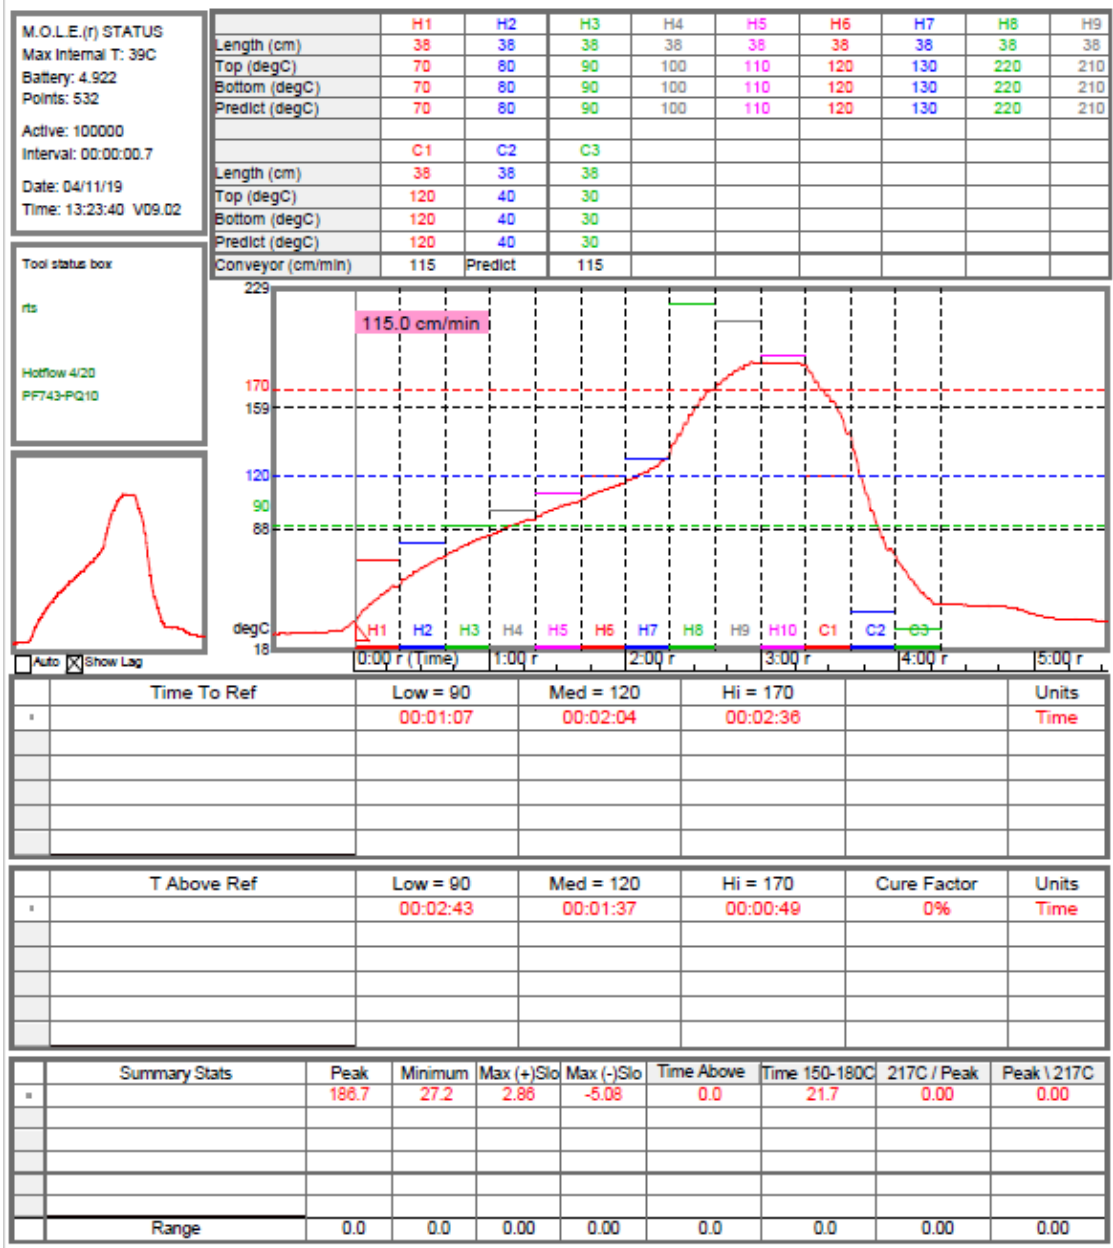 M.O.L.E.(r) STATUS
Max Internal T: 39C
Battery: 4.922
Points: 532
Active: 100000
Interval: 00:00:00.7
Date: 04/11/19
Time: 13:23:40 V09.02
H1 H2 H3 H4 H5 H6 H7 H8 H9
Length (cm) 38 38 38 38 38 38 38 38 38
Top (degC) 70 80 90 100 110 120 130 220 210
Bottom (degC) 70 80 90 100 110 120 130 220 210
Predict (degC) 70 80 90 100 110 120 130 220 210
C1 C2 C3
Length (cm) 38 38 38
Top (degC) 120 40 30
Bottom (degC) 120 40 30
Predict (degC) 120 40 30
Conveyor (cm/min) 115 Predict 115
Tool status box
rts
Hotflow 4/20
PF743-PQ10
229
115.0 cm/min
170
159
120
90
88
degC
18
H1 H2 H3 H4 H5 H6 H7 H8 H9 H10 C1 C2 C3
Auto Show Lag
0:00 r (Time) 1:00 r 2:00 r 3:00 r 4:00 r 5:00 r
Time To Ref Low = 90 Med = 120 Hi = 170 Units
00:01:07 00:02:04 00:02:36 Time
T Above Ref Low = 90 Med = 120 Hi = 170 Cure Factor Units
00:02:43 00:01:37 00:00:49 0% Time
Summary Stats Peak Minimum Max (+)Slo Max (-)Slo Time Above Time 150-180C 217C / Peak Peak \ 217C
186.7 27.2 2.86 -5.08 0.0 21.7 0.00 0.00
Range 0.0 0.0 0.00 0.00 0.0 0.0 0.00 0.00